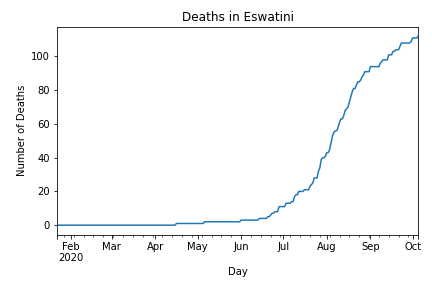 Deaths in Eswatini
Number of Deaths
100
80
60
40
20
0
Feb Mar Apr May Jun Jul Aug Sep Oct
2020
Day